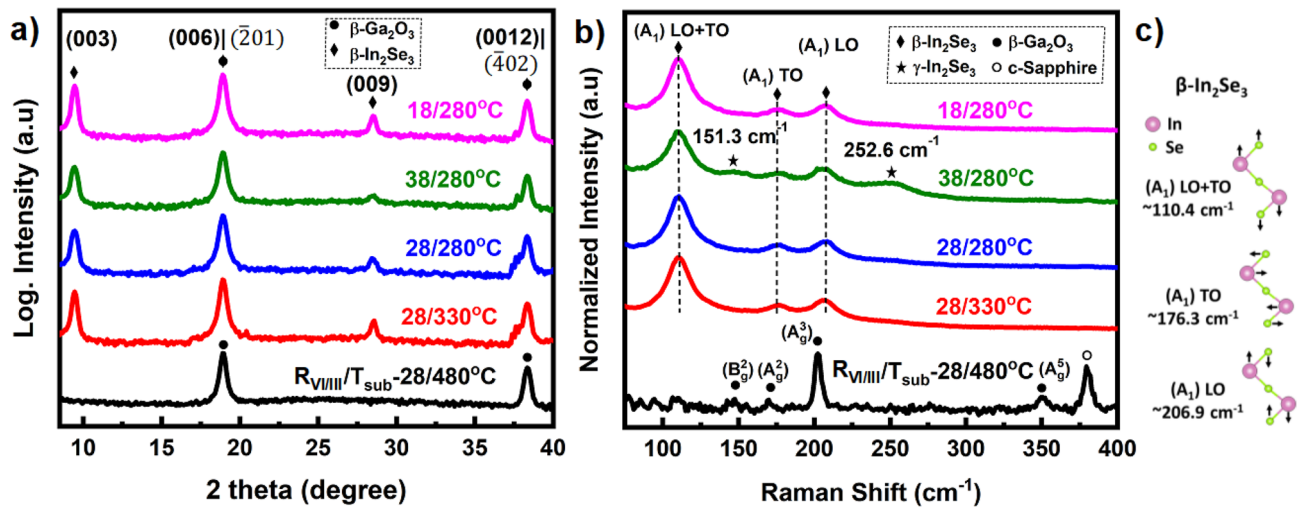 a)
Log. Intensity (a.u)
(003)
(006)|(2̅01)
● β-Ga₂O₃
♦ β-In₂Se₃
(009)
(0012)|
(4̅02)
18/280°C
38/280°C
28/280°C
28/330°C
R_VI/III/T_sub-28/480°C
10 15 20 25 30 35 40
2 theta (degree)
b)
Normalized Intensity (a.u)
(A₁) LO+TO
(A₁) TO
(A₁) LO
♦ β-In₂Se₃ ● β-Ga₂O₃
★ γ-In₂Se₃ ○ c-Sapphire
18/280°C
151.3 cm⁻¹
252.6 cm⁻¹
38/280°C
28/280°C
28/330°C
(B²g) (A²g) (A³g) (A⁵g)
R_VI/III/T_sub-28/480°C
100 150 200 250 300 350 400
Raman Shift (cm⁻¹)
c)
β-In₂Se₃
In
Se
(A₁) LO+TO
~110.4 cm⁻¹
(A₁) TO
~176.3 cm⁻¹
(A₁) LO
~206.9 cm⁻¹